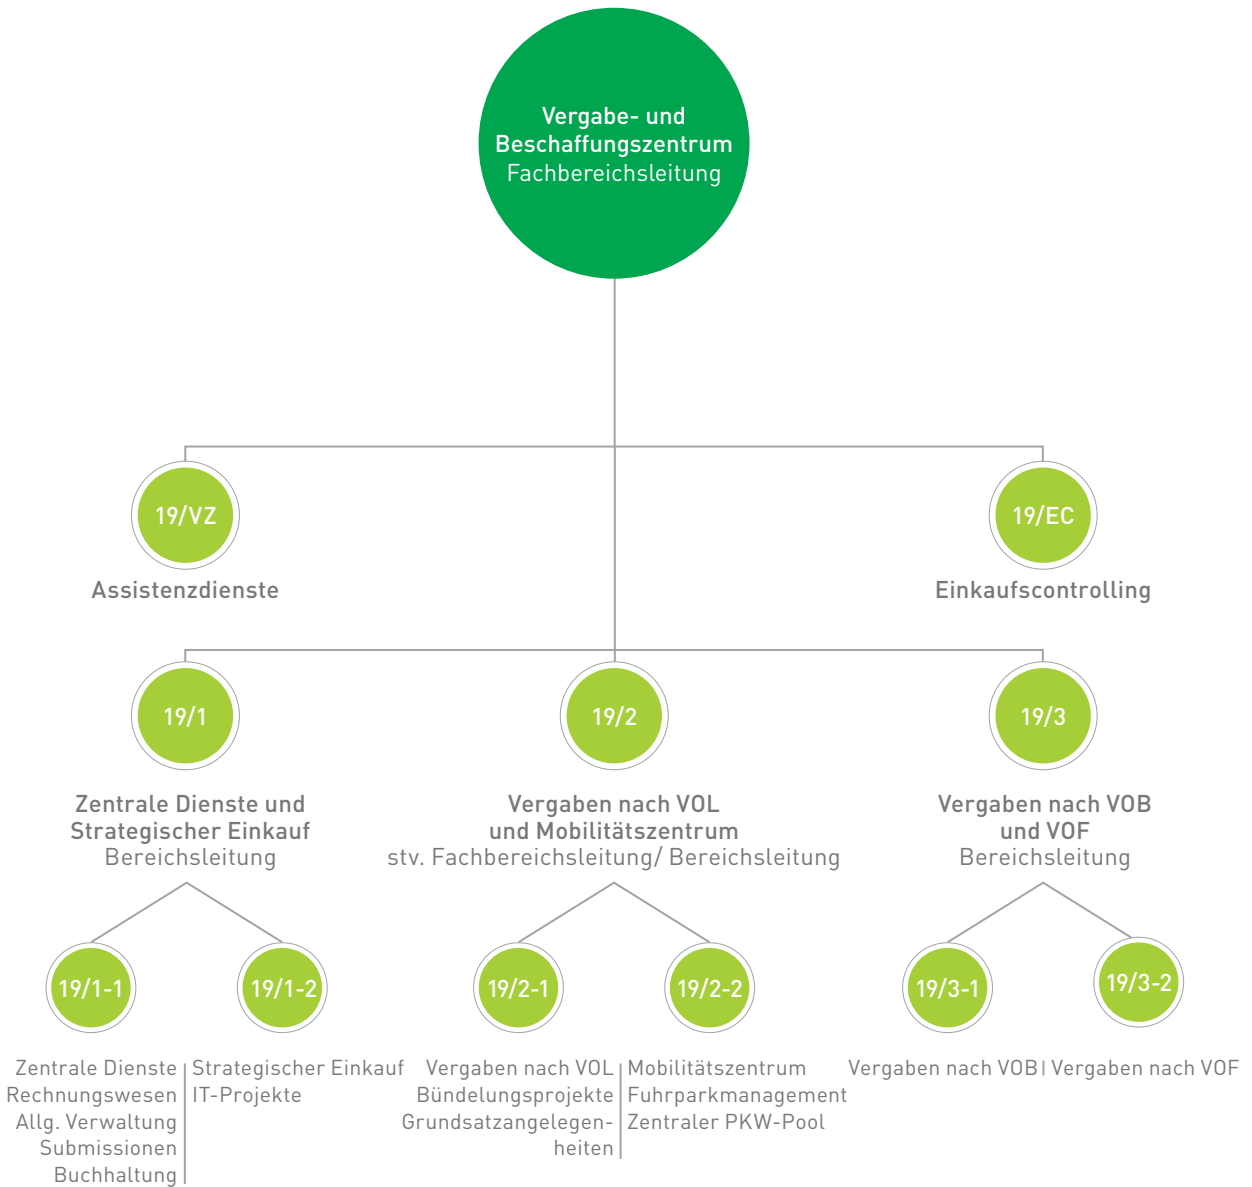 Vergabe- und
Beschaffungszentrum
Fachbereichsleitung
19/VZ
Assistenzdienste
19/EC
Einkaufscontrolling
19/1
Zentrale Dienste und
Strategischer Einkauf
Bereichsleitung
19/2
Vergaben nach VOL
und Mobilitätszentrum
stv. Fachbereichsleitung/ Bereichsleitung
19/3
Vergaben nach VOB
und VOF
Bereichsleitung
19/1-1
Zentrale Dienste
Rechnungswesen
Allg. Verwaltung
Submissionen
Buchhaltung
19/1-2
Strategischer Einkauf
IT-Projekte
19/2-1
Vergaben nach VOL
Bündelungsprojekte
Grundsatzangelegen-
heiten
19/2-2
Mobilitätszentrum
Fuhrparkmanagement
Zentraler PKW-Pool
19/3-1
Vergaben nach VOB
19/3-2
Vergaben nach VOF